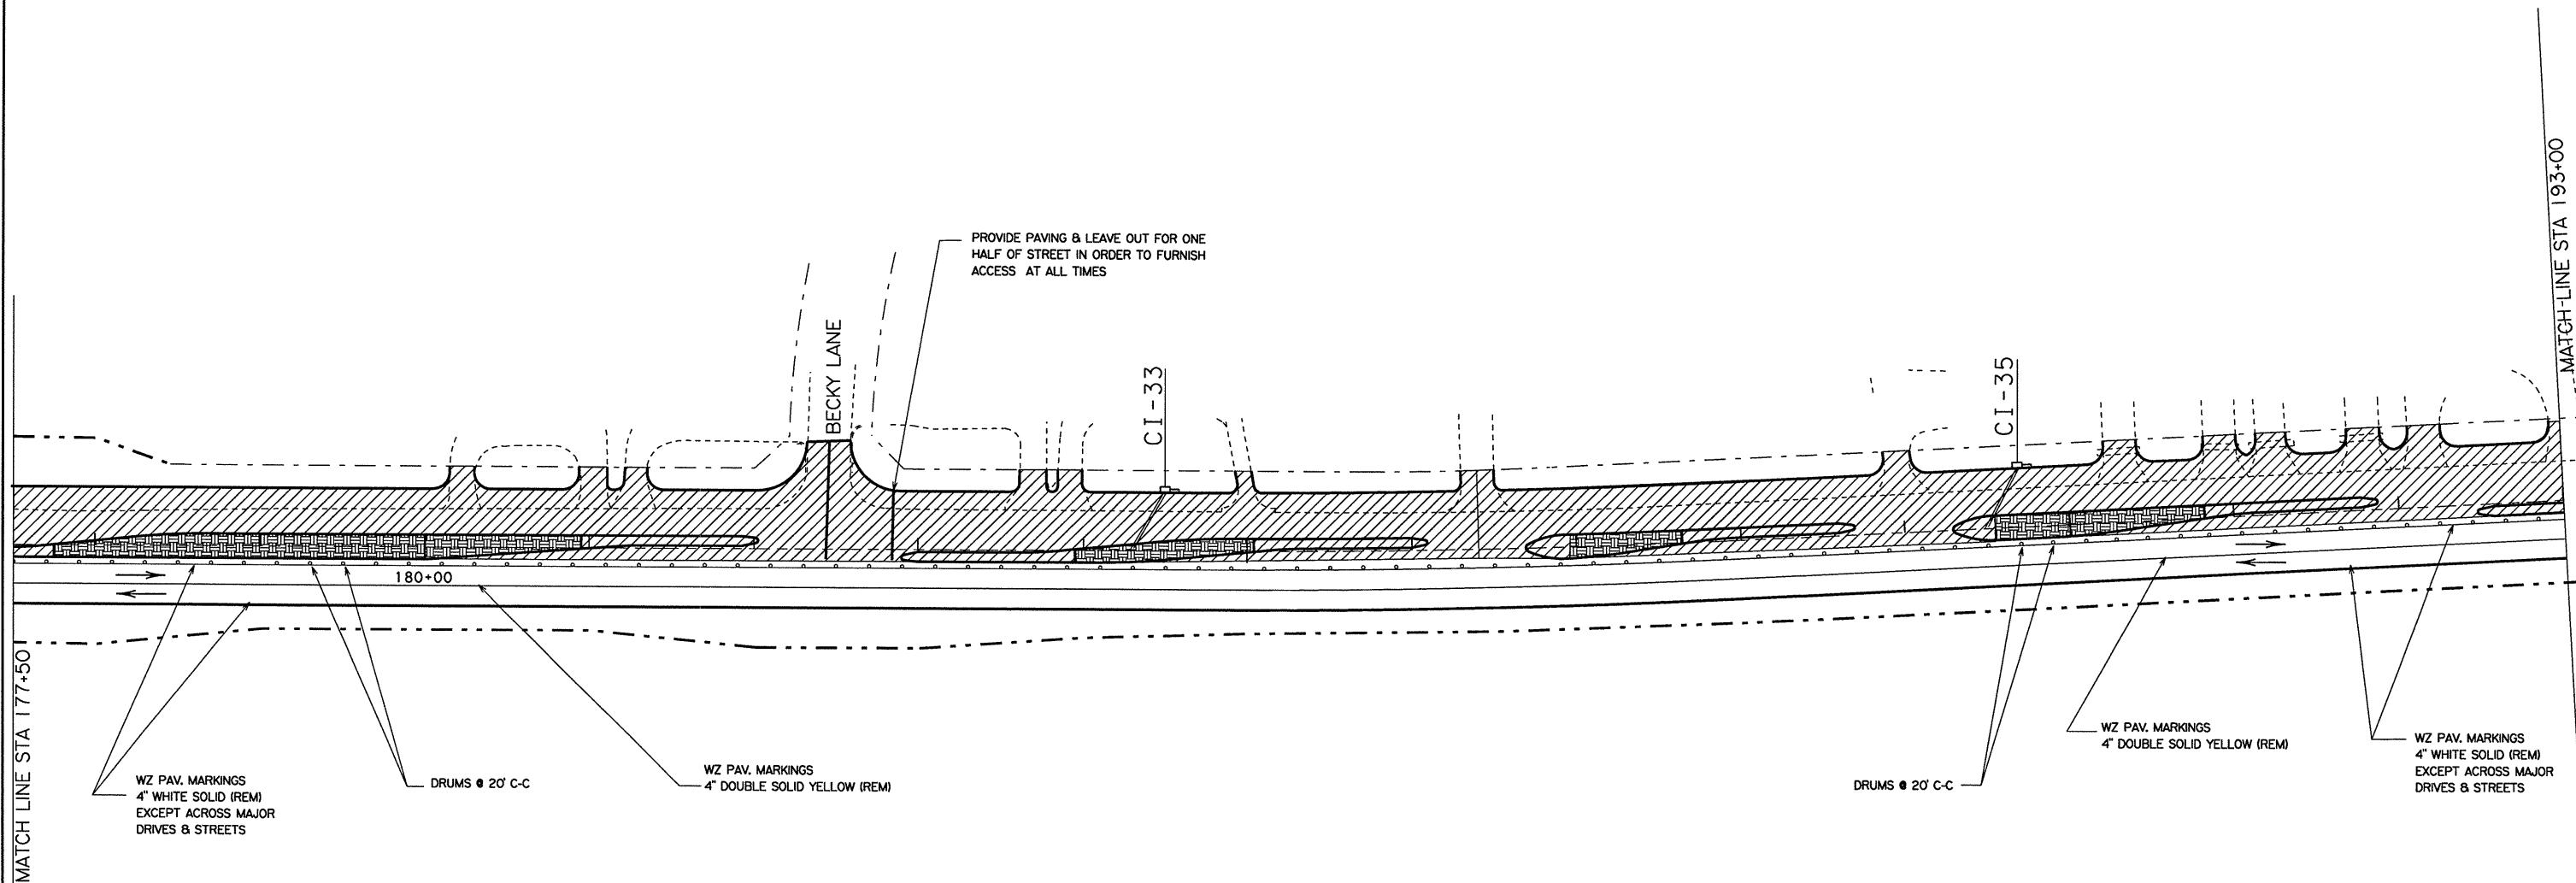 MATCH-LINE STA 193+00
PROVIDE PAVING & LEAVE OUT FOR ONE
HALF OF STREET IN ORDER TO FURNISH
ACCESS AT ALL TIMES
BECKY LANE
CI-33
CI-35
180+00
MATCH LINE STA 177+50
WZ PAV. MARKINGS
4" WHITE SOLID (REM)
EXCEPT ACROSS MAJOR
DRIVES & STREETS
DRUMS @ 20' C-C
WZ PAV. MARKINGS
4" DOUBLE SOLID YELLOW (REM)
DRUMS @ 20' C-C
WZ PAV. MARKINGS
4" DOUBLE SOLID YELLOW (REM)
WZ PAV. MARKINGS
4" WHITE SOLID (REM)
EXCEPT ACROSS MAJOR
DRIVES & STREETS